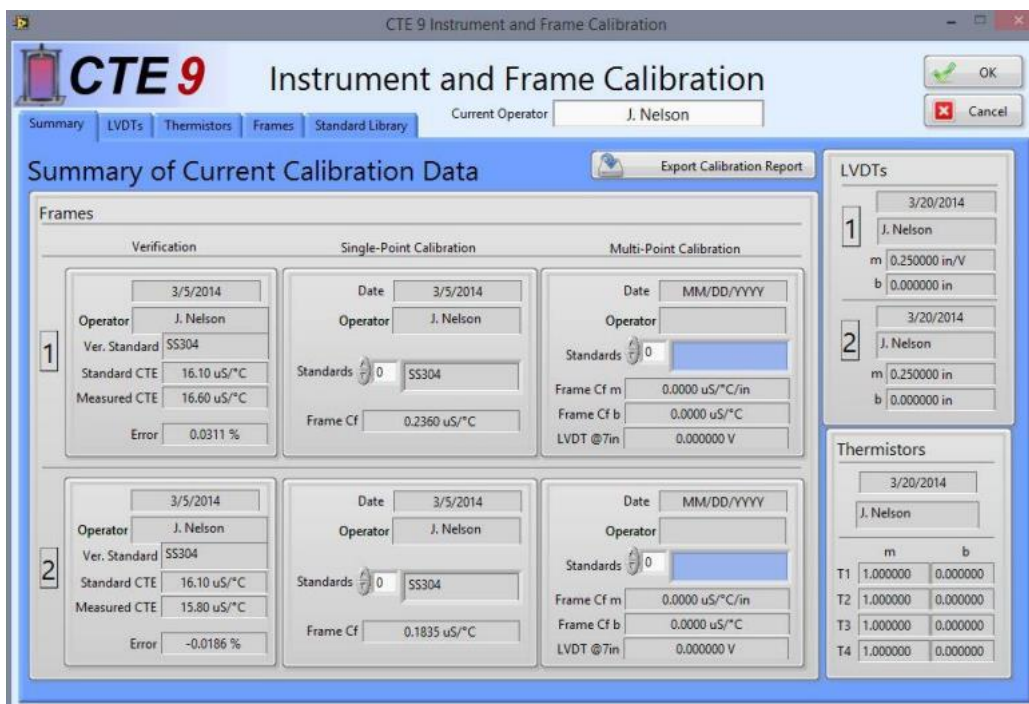 CTE 9 Instrument and Frame Calibration
CTE 9
Instrument and Frame Calibration
OK
Cancel
Current Operator J. Nelson
Summary LVDTs Thermistors Frames Standard Library
Summary of Current Calibration Data
Export Calibration Report
Frames
Verification Single-Point Calibration Multi-Point Calibration
1
3/5/2014
Operator J. Nelson
Ver. Standard SS304
Standard CTE 16.10 uS/°C
Measured CTE 16.60 uS/°C
Error 0.0311 %
Date 3/5/2014
Operator J. Nelson
Standards 0 SS304
Frame Cf 0.2360 uS/°C
Date MM/DD/YYYY
Operator
Standards 0
Frame Cf m 0.0000 uS/°C/in
Frame Cf b 0.0000 uS/°C
LVDT @7in 0.000000 V
2
3/5/2014
Operator J. Nelson
Ver. Standard SS304
Standard CTE 16.10 uS/°C
Measured CTE 15.80 uS/°C
Error -0.0186 %
Date 3/5/2014
Operator J. Nelson
Standards 0 SS304
Frame Cf 0.1835 uS/°C
Date MM/DD/YYYY
Operator
Standards 0
Frame Cf m 0.0000 uS/°C/in
Frame Cf b 0.0000 uS/°C
LVDT @7in 0.000000 V
LVDTs
1
3/20/2014
J. Nelson
m 0.250000 in/V
b 0.000000 in
2
3/20/2014
J. Nelson
m 0.250000 in
b 0.000000 in
Thermistors
3/20/2014
J. Nelson
m b
T1 1.000000 0.000000
T2 1.000000 0.000000
T3 1.000000 0.000000
T4 1.000000 0.000000